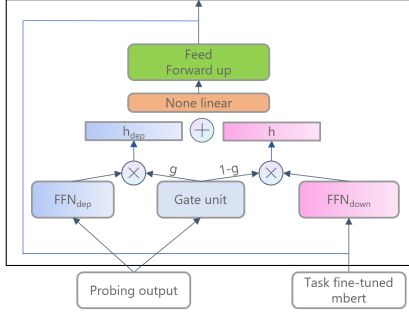 Feed
Forward up
None linear
h_dep
h
g
1-g
FFN_dep
Gate unit
FFN_down
Probing output
Task fine-tuned
mbert